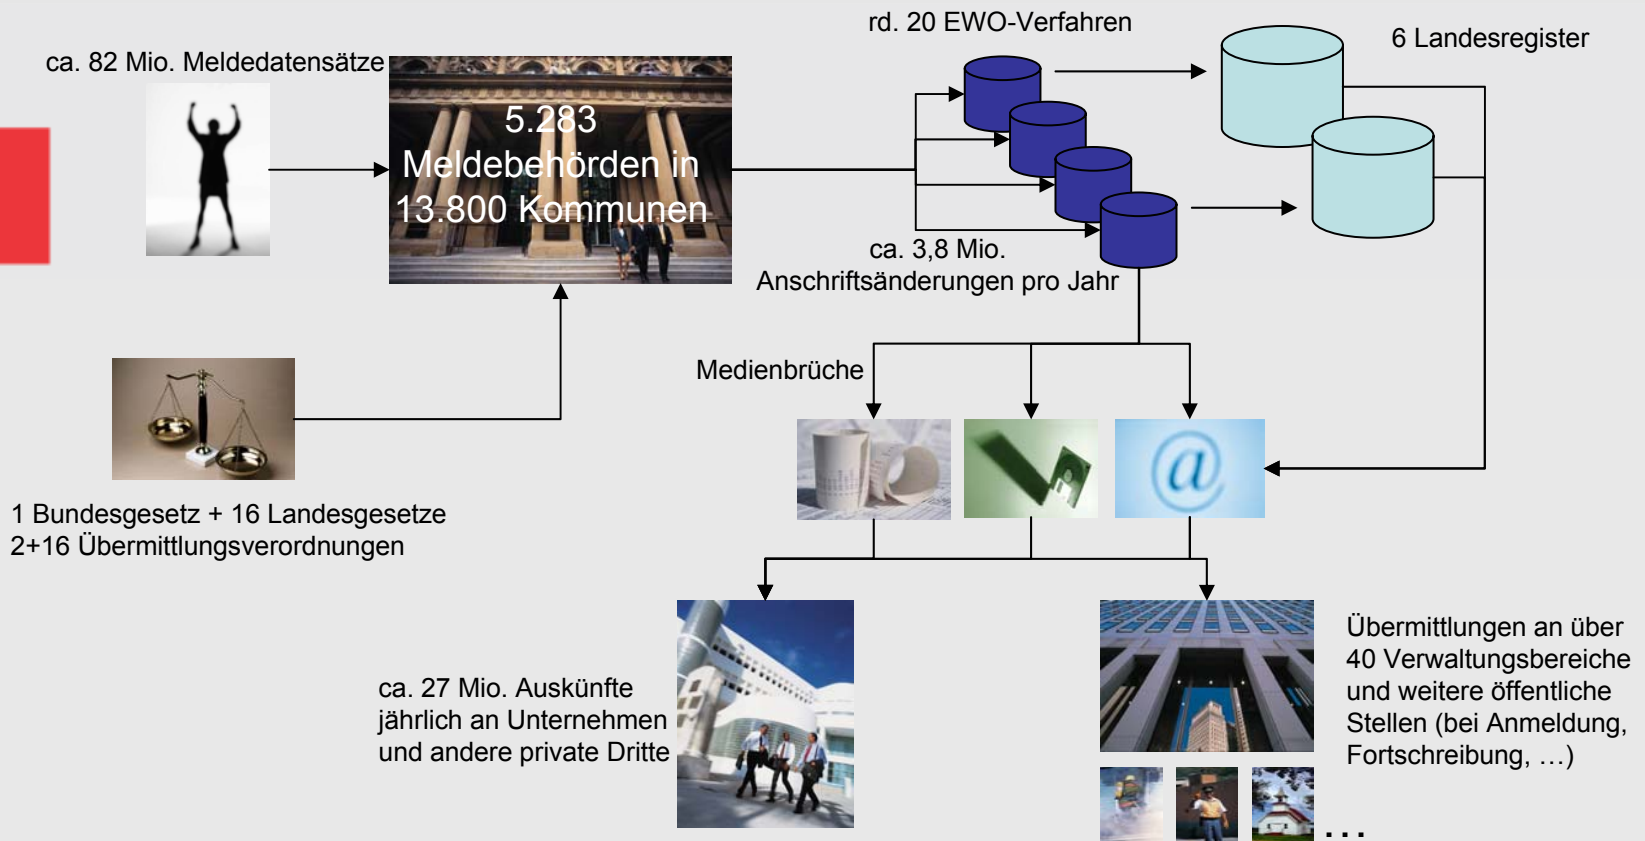 rd. 20 EWO-Verfahren
6 Landesregister
ca. 82 Mio. Meldedatensätze
5.283
Meldebehörden in
13.800 Kommunen
ca. 3,8 Mio.
Anschriftsänderungen pro Jahr
Medienbrüche
@
1 Bundesgesetz + 16 Landesgesetze
2+16 Übermittlungsverordnungen
ca. 27 Mio. Auskünfte
jährlich an Unternehmen
und andere private Dritte
Übermittlungen an über
40 Verwaltungsbereiche
und weitere öffentliche
Stellen (bei Anmeldung,
Fortschreibung, …)
...